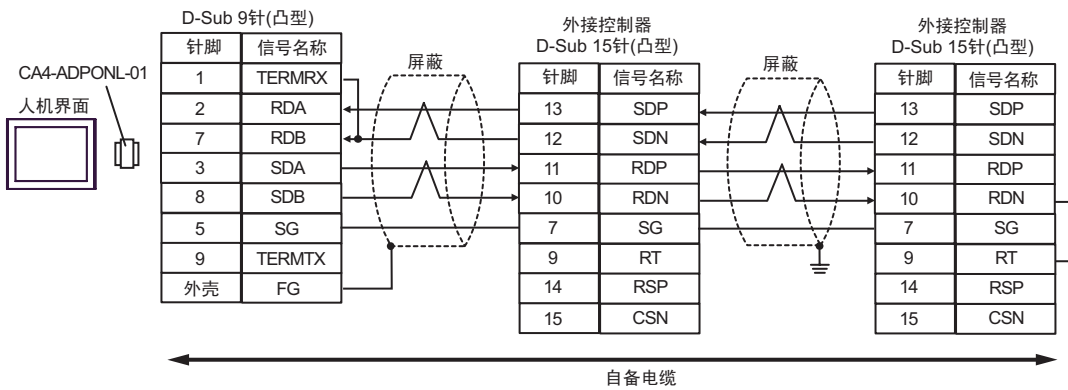 D-Sub 9针(凸型)
针脚 信号名称
1 TERMRX
2 RDA
7 RDB
3 SDA
8 SDB
5 SG
9 TERMTX
外壳 FG
CA4-ADPONL-01
人机界面
屏蔽
外接控制器
D-Sub 15针(凸型)
针脚 信号名称
13 SDP
12 SDN
11 RDP
10 RDN
7 SG
9 RT
14 RSP
15 CSN
屏蔽
外接控制器
D-Sub 15针(凸型)
针脚 信号名称
13 SDP
12 SDN
11 RDP
10 RDN
7 SG
9 RT
14 RSP
15 CSN
自备电缆